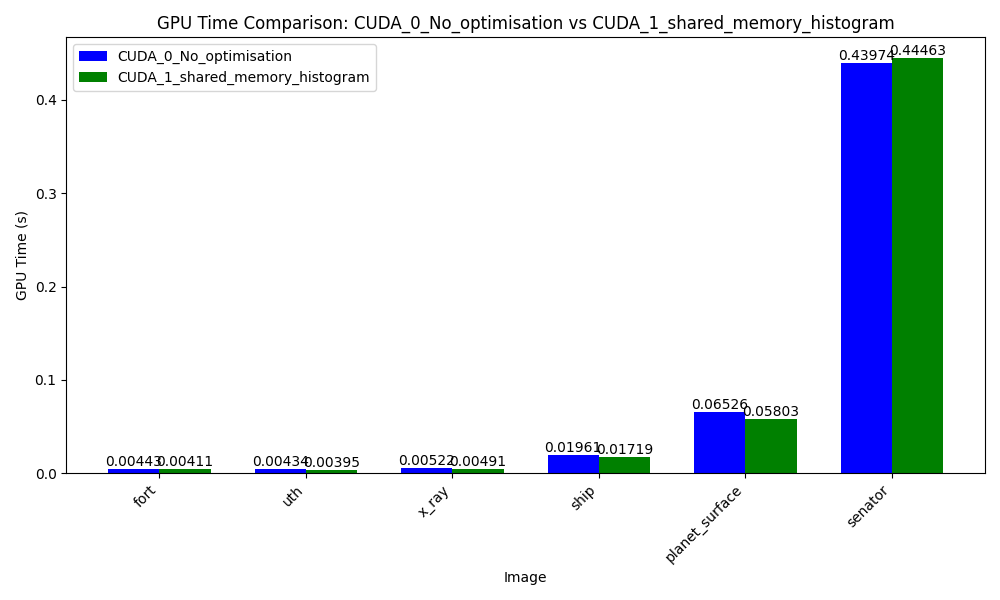 GPU Time Comparison: CUDA_0_No_optimisation vs CUDA_1_shared_memory_histogram
CUDA_0_No_optimisation
CUDA_1_shared_memory_histogram
GPU Time (s)
0.4
0.3
0.2
0.1
0.0
0.00443
0.00411
0.00434
0.00395
0.00522
0.00491
0.01961
0.01719
0.06526
0.05803
0.43974
0.44463
fort
uth
x_ray
ship
planet_surface
senator
Image